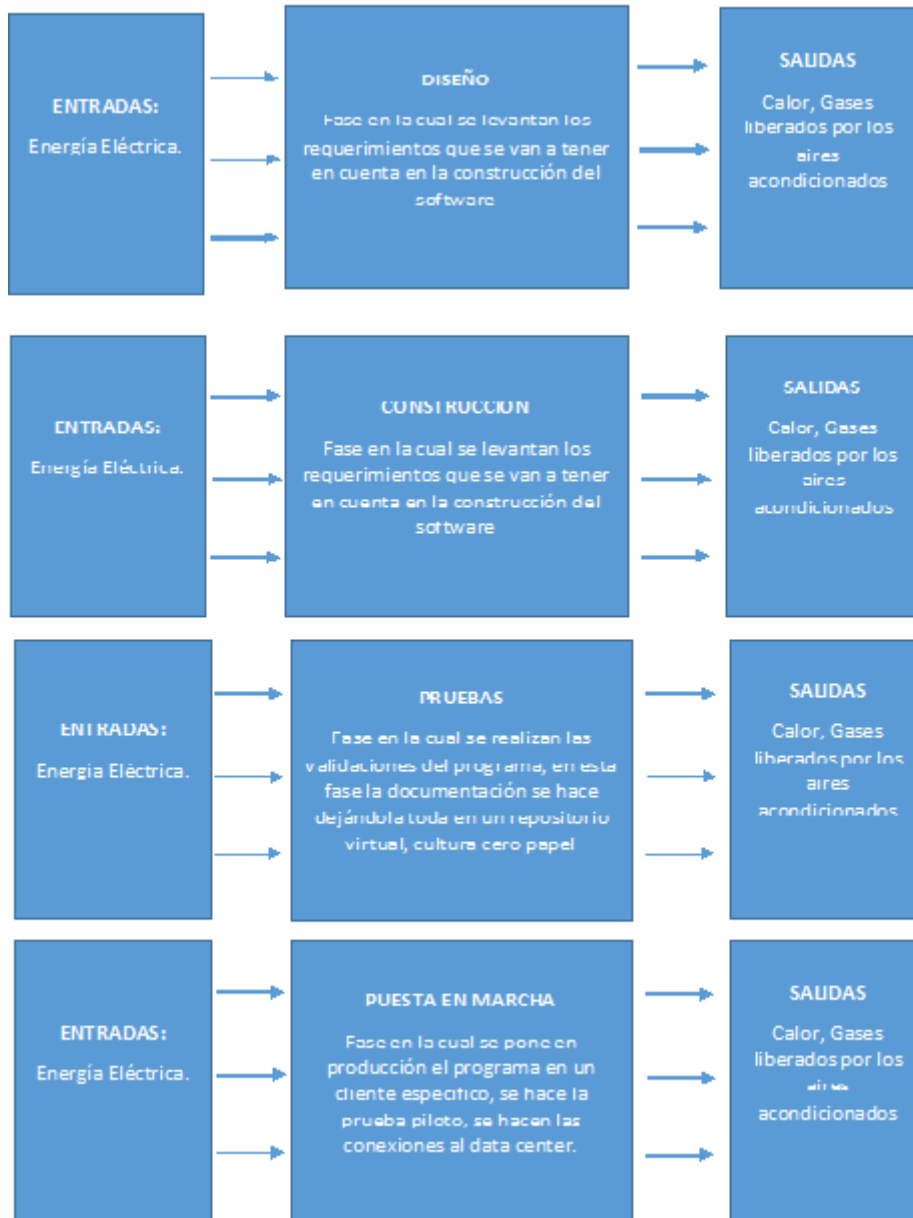 ENTRADAS:
Energía Eléctrica.
DISEÑO
Fase en la cual se levantan los
requerimientos que se van a tener
en cuenta en la construcción del
software
SALIDAS
Calor, Gases
liberados por los
aires
acondicionados
ENTRADAS:
Energía Eléctrica.
CONSTRUCCION
Fase en la cual se levantan los
requerimientos que se van a tener
en cuenta en la construcción del
software
SALIDAS
Calor, Gases
liberados por los
aires
acondicionados
ENTRADAS:
Energía Eléctrica.
PRUEBAS
Fase en la cual se realizan las
validaciones del programa, en esta
fase la documentación se hace
dejándola toda en un repositorio
virtual, cultura cero papel
SALIDAS
Calor, Gases
liberados por los
aires
acondicionados
ENTRADAS:
Energía Eléctrica.
PUESTA EN MARCHA
Fase en la cual se pone en
producción el programa en un
cliente especifico, se hace la
prueba piloto, se hacen las
conexiones al data center.
SALIDAS
Calor, Gases
liberados por los
aires
acondicionados